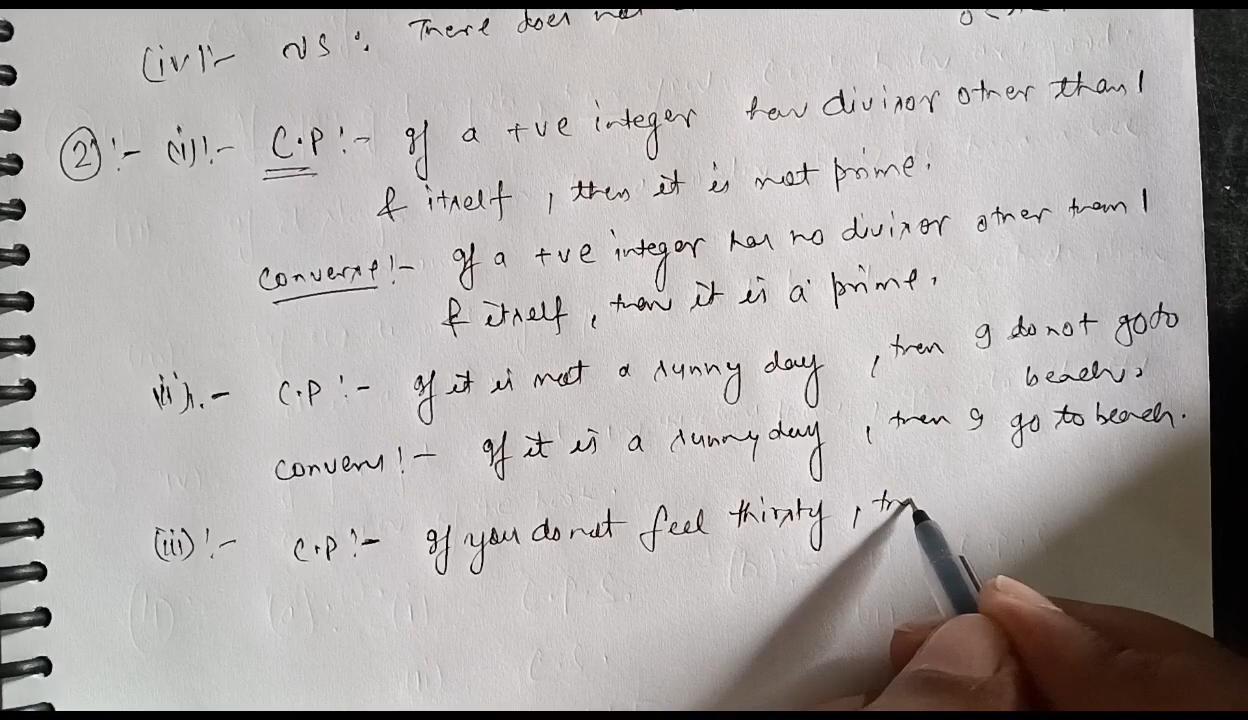 (iv):- NS : There does not
②:- (i):- C.P:- If a +ve integer has divisor other than 1
& itself, then it is not prime.
Converse:- If a +ve integer has no divisor other than 1
& itself, then it is a prime.
(ii).- C.P:- If it is not a sunny day, then I do not go to
beach.
Convers:- If it is a sunny day, then I go to beach.
(iii):- C.P:- If you do not feel thirsty,